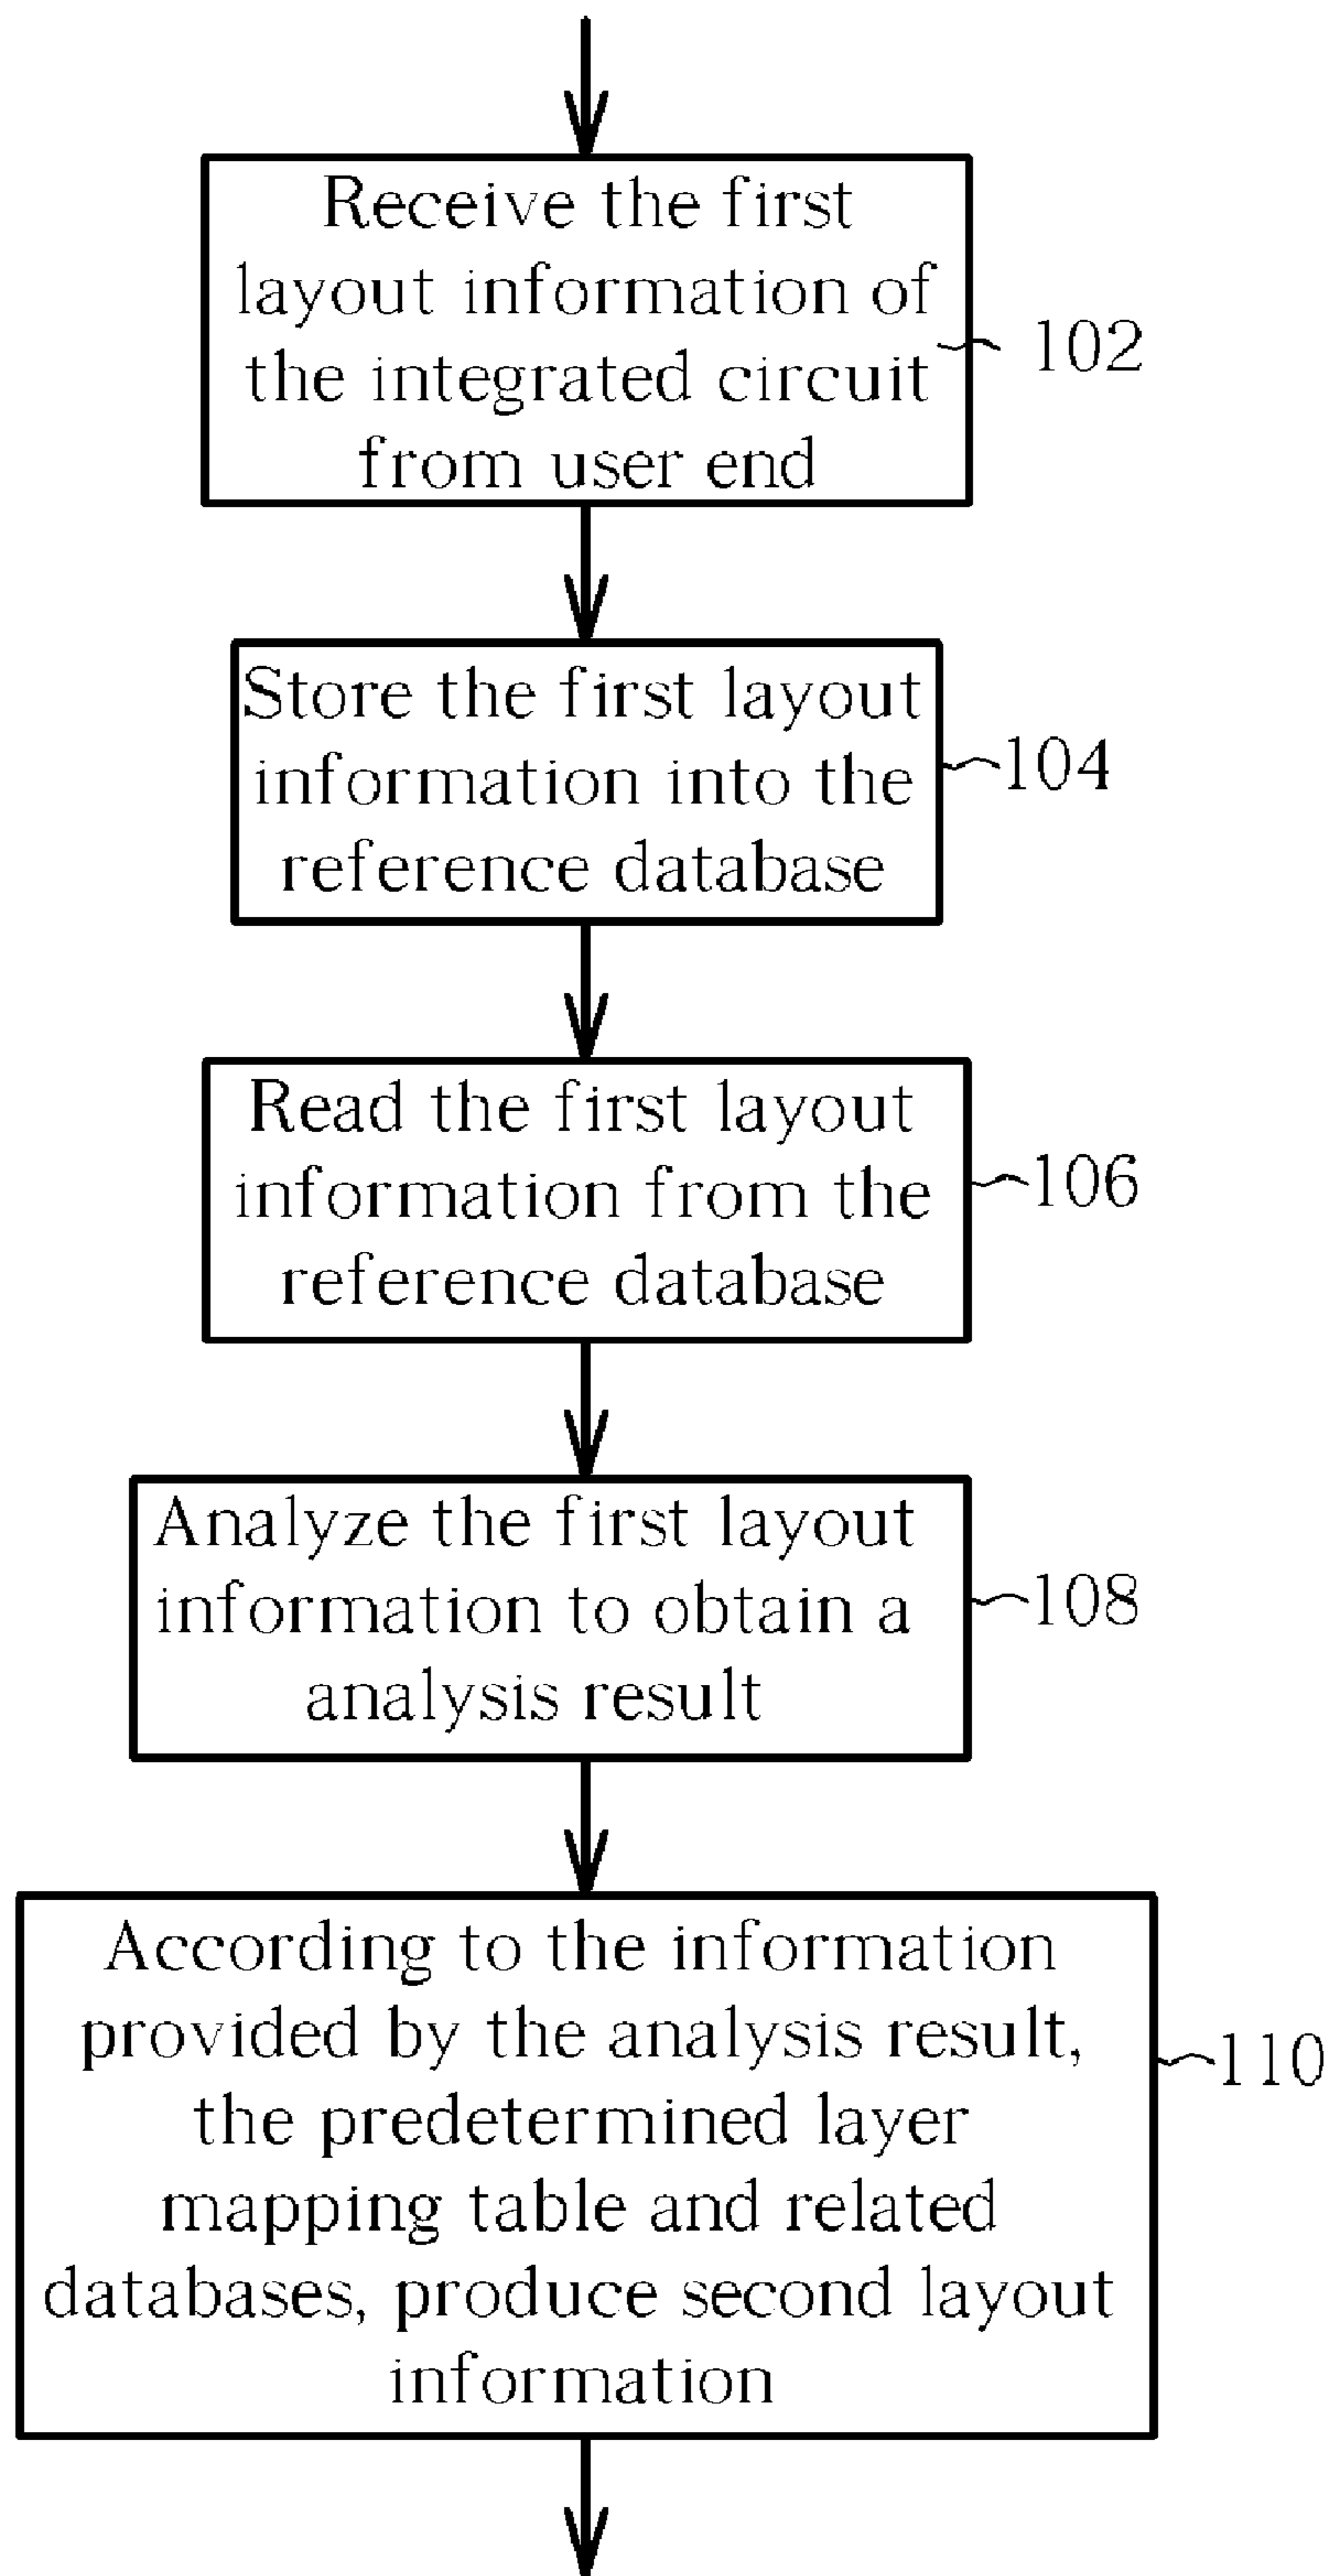 Receive the first
layout information of
the integrated circuit
from user end
102
Store the first layout
information into the
reference database
104
Read the first layout
information from the
reference database
106
Analyze the first layout
information to obtain a
analysis result
108
According to the information
provided by the analysis result,
the predetermined layer
mapping table and related
databases, produce second layout
information
110